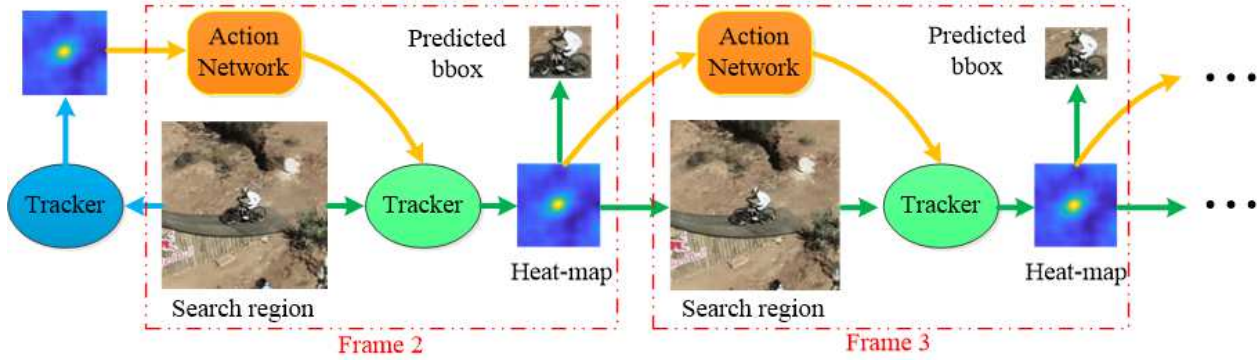 Action
Network
Predicted
bbox
Action
Network
Predicted
bbox
Tracker
Tracker
Tracker
Search region
Heat-map
Search region
Heat-map
Frame 2
Frame 3